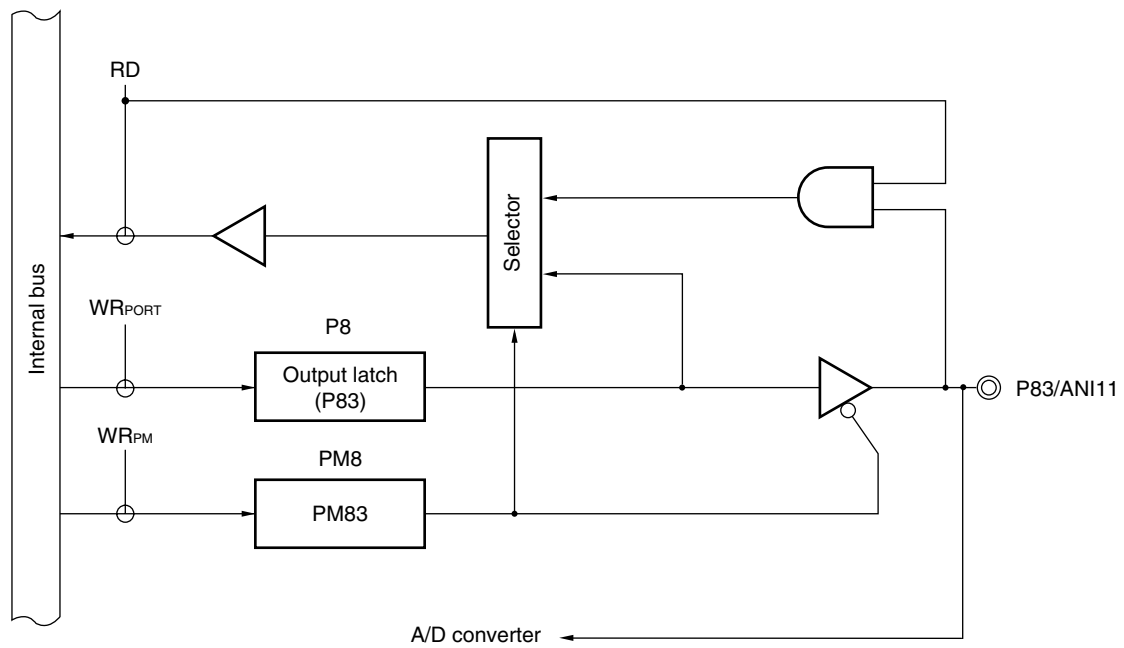 RD
Selector
Internal bus
WRPORT
P8
Output latch
(P83)
P83/ANI11
WRPM
PM8
PM83
A/D converter